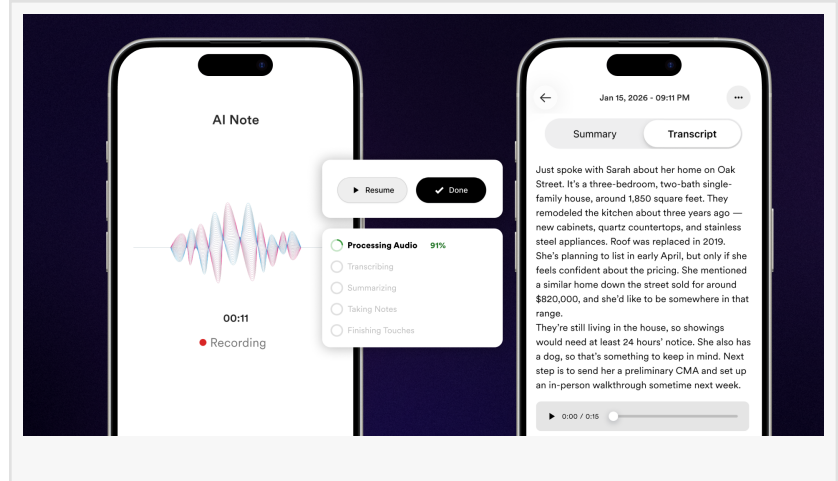 AI Note
00:11
Recording
Resume
Done
Processing Audio 91%
Transcribing
Summarizing
Taking Notes
Finishing Touches
Jan 15, 2026 - 09:11 PM
Summary
Transcript
Just spoke with Sarah about her home on Oak
Street. It's a three-bedroom, two-bath single-
family house, around 1,850 square feet. They
remodeled the kitchen about three years ago —
new cabinets, quartz countertops, and stainless
steel appliances. Roof was replaced in 2019.
She's planning to list in early April, but only if she
feels confident about the pricing. She mentioned
a similar home down the street sold for around
$820,000, and she'd like to be somewhere in that
range.
They're still living in the house, so showings
would need at least 24 hours' notice. She also has
a dog, so that's something to keep in mind. Next
step is to send her a preliminary CMA and set up
an in-person walkthrough sometime next week.
0:00 / 0:15